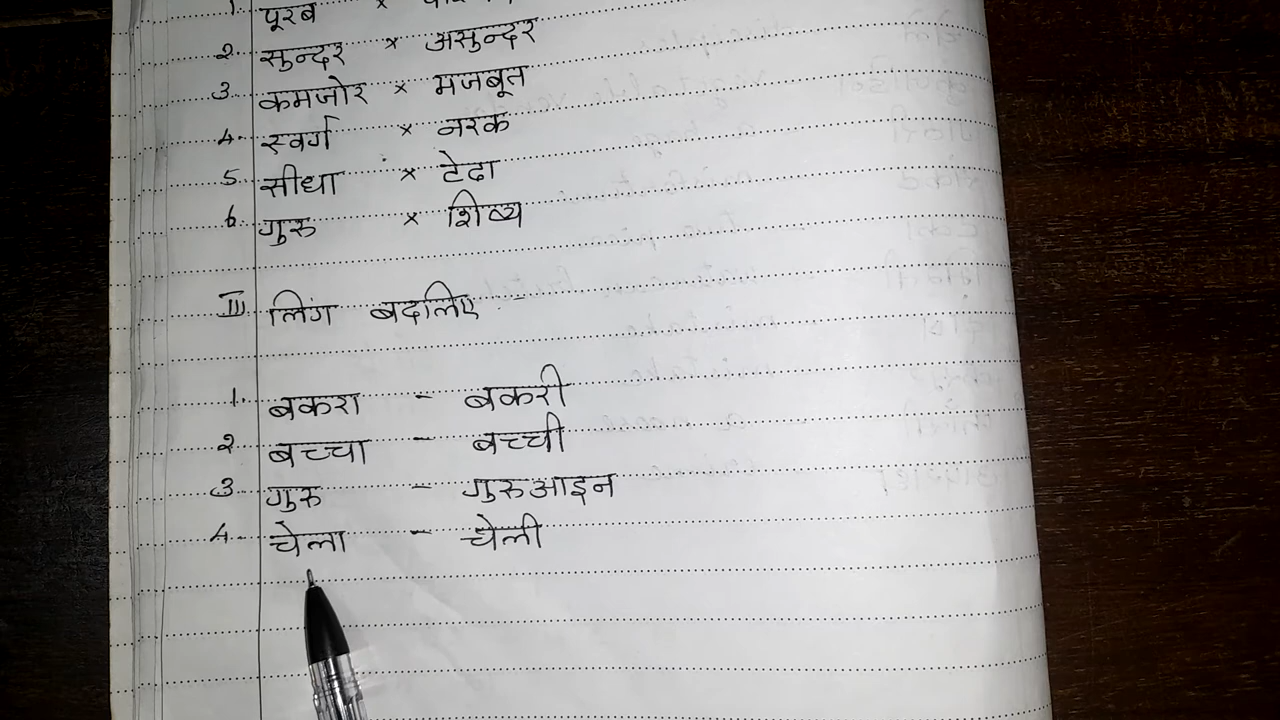 1. पूरब ×
2. सुन्दर × असुन्दर
3. कमजोर × मजबूत
4. स्वर्ग × नरक
5. सीधा × टेढा
6. गुरु × शिष्य
III. लिंग बदलिए :-
1. बकरा - बकरी
2. बच्चा - बच्ची
3. गुरु - गुरुआइन
4. चेला - चेली